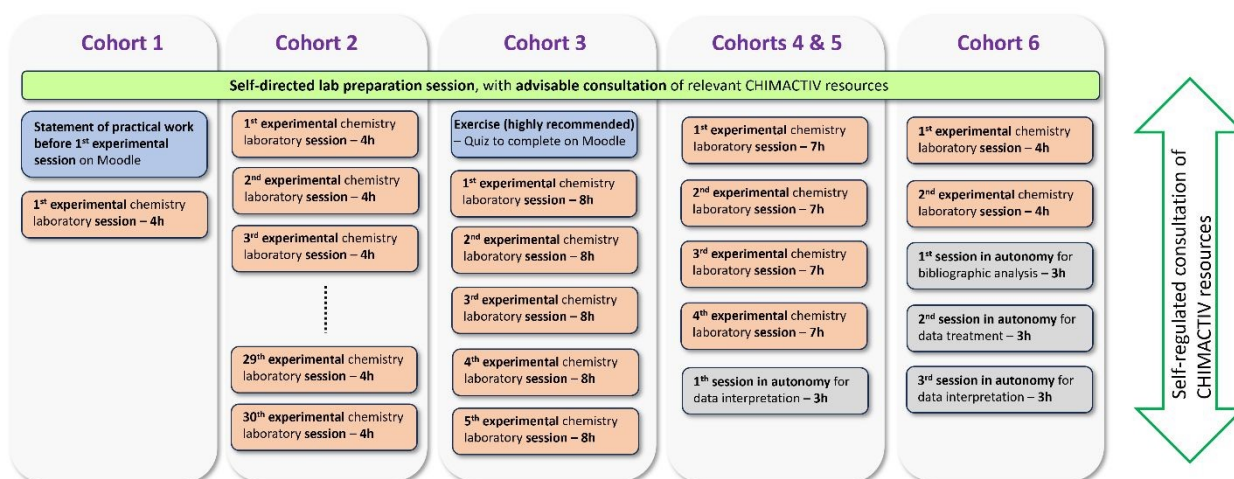 Cohort 1
Cohort 2
Cohort 3
Cohorts 4 & 5
Cohort 6
Self-directed lab preparation session, with advisable consultation of relevant CHIMACTIV resources
Statement of practical work
before 1st experimental
session on Moodle
1st experimental chemistry
laboratory session – 4h
1st experimental chemistry
laboratory session – 4h
2nd experimental chemistry
laboratory session – 4h
3rd experimental chemistry
laboratory session – 4h
29th experimental chemistry
laboratory session – 4h
30th experimental chemistry
laboratory session – 4h
Exercise (highly recommended)
– Quiz to complete on Moodle
1st experimental chemistry
laboratory session – 8h
2nd experimental chemistry
laboratory session – 8h
3rd experimental chemistry
laboratory session – 8h
4th experimental chemistry
laboratory session – 8h
5th experimental chemistry
laboratory session – 8h
1st experimental chemistry
laboratory session – 7h
2nd experimental chemistry
laboratory session – 7h
3rd experimental chemistry
laboratory session – 7h
4th experimental chemistry
laboratory session – 7h
1th session in autonomy for
data interpretation – 3h
1st experimental chemistry
laboratory session – 4h
2nd experimental chemistry
laboratory session – 4h
1st session in autonomy for
bibliographic analysis – 3h
2nd session in autonomy for
data treatment – 3h
3rd session in autonomy for
data interpretation – 3h
Self-regulated consultation of
CHIMACTIV resources